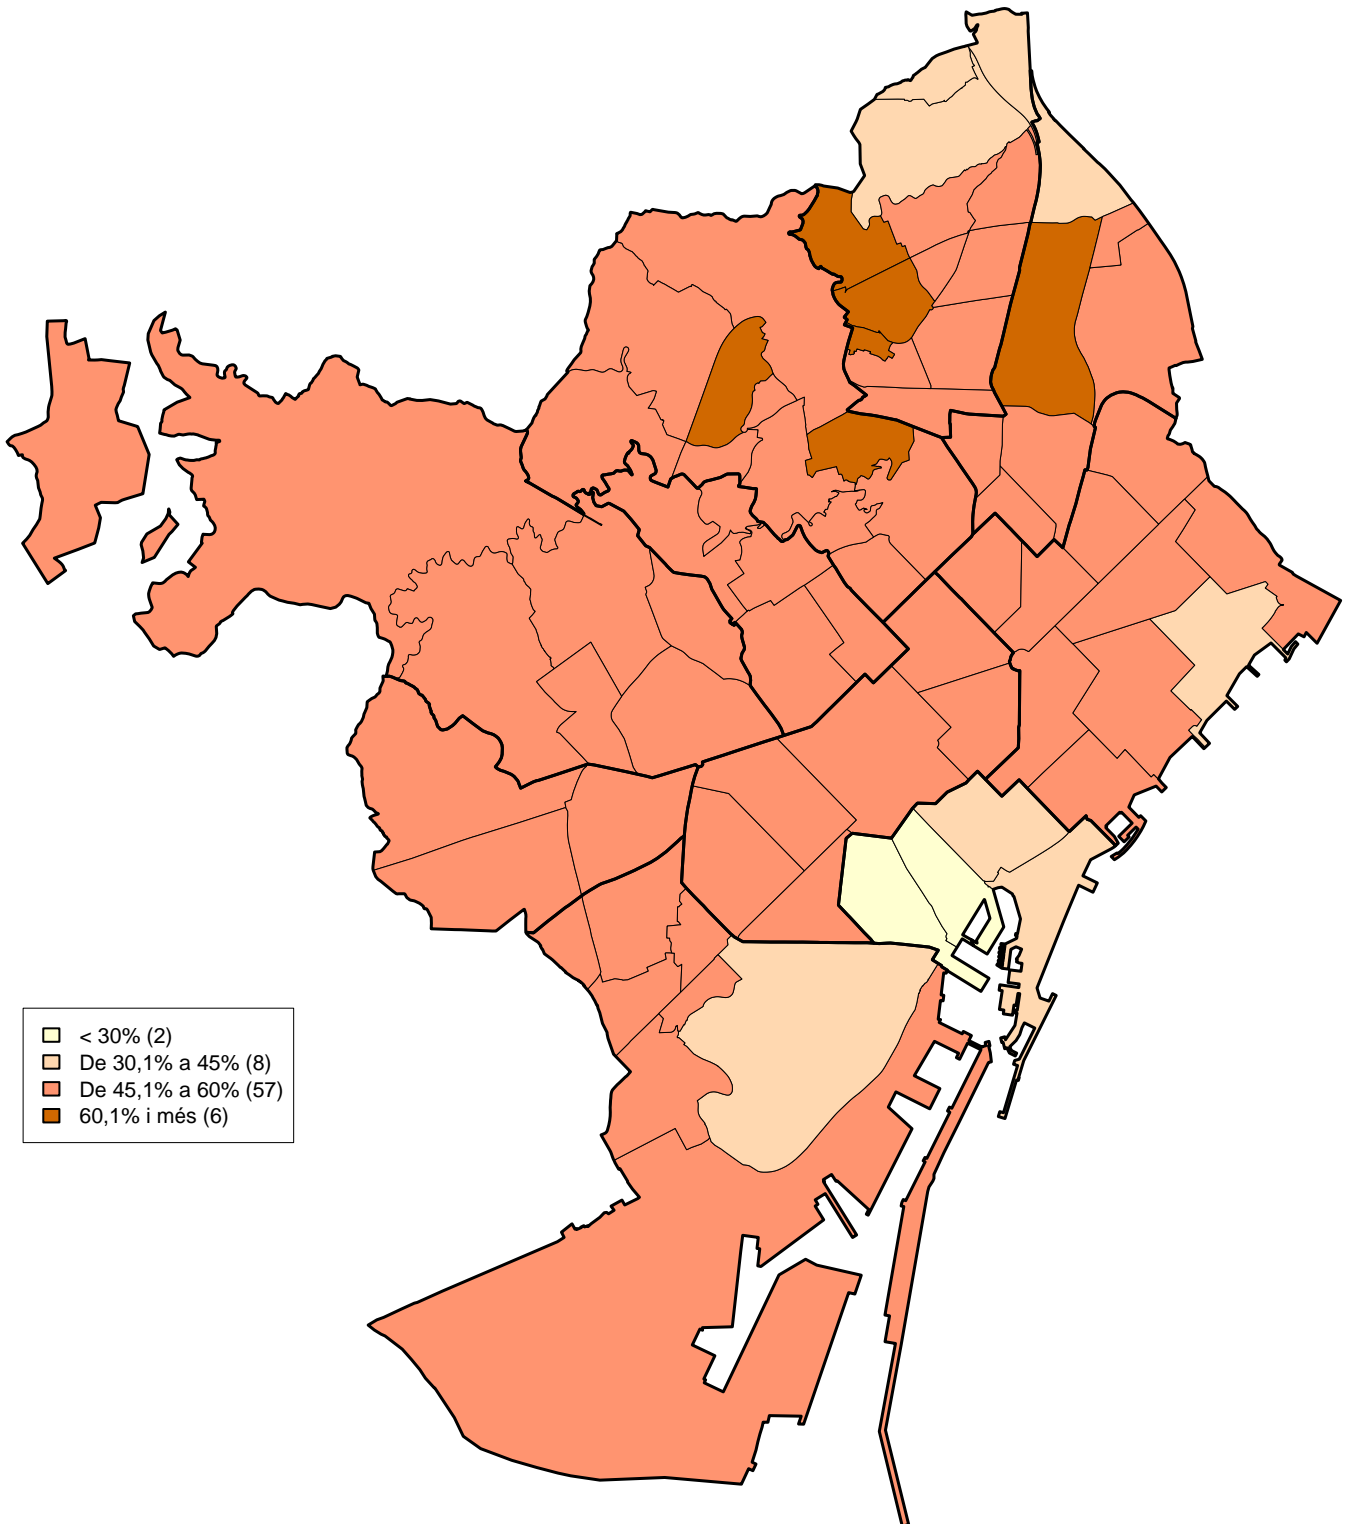 < 30% (2)
De 30,1% a 45% (8)
De 45,1% a 60% (57)
60,1% i més (6)